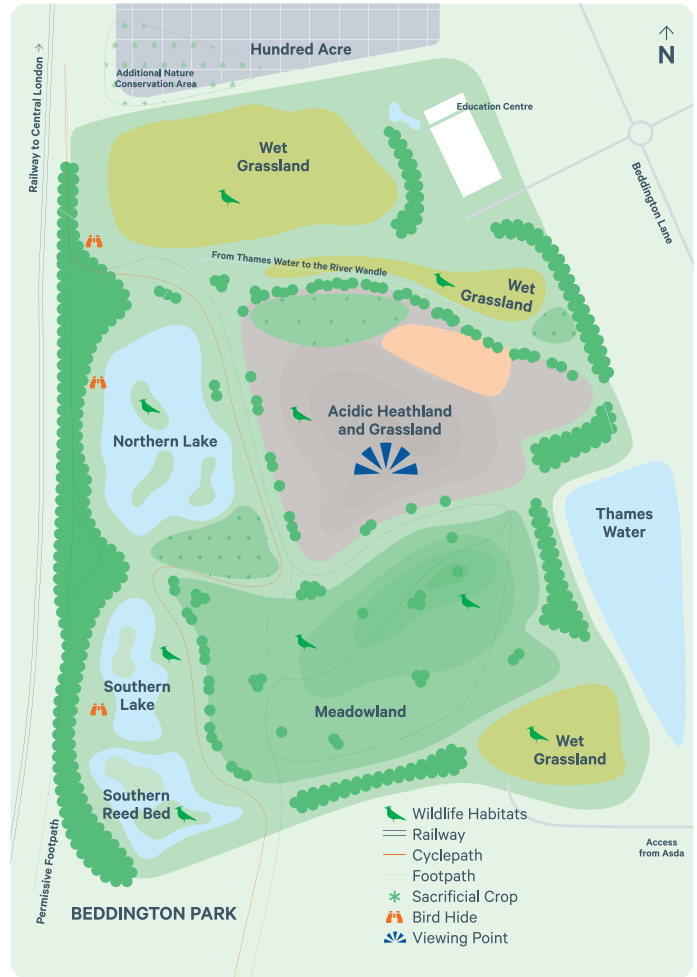 Hundred Acre
Additional Nature
Conservation Area
Railway to Central London →
N
Education Centre
Beddington Lane
Wet
Grassland
From Thames Water to the River Wandle
Wet
Grassland
Acidic Heathland
and Grassland
Northern Lake
Thames
Water
Southern
Lake
Meadowland
Wet
Grassland
Southern
Reed Bed
Permissive Footpath
Access
from Asda
BEDDINGTON PARK
Wildlife Habitats
Railway
Cyclepath
Footpath
Sacrificial Crop
Bird Hide
Viewing Point